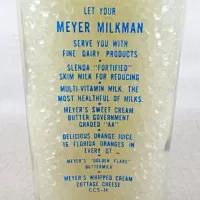 LET YOUR
MEYER MILKMAN
SERVE YOU WITH
FINE DAIRY PRODUCTS
SLENDA "FORTIFIED"
SKIM MILK FOR REDUCING
MULTI-VITAMIN MILK, THE
MOST HEALTHFUL OF MILKS.
MEYER'S SWEET CREAM
BUTTER GOVERNMENT
GRADED "AA"
DELICIOUS ORANGE JUICE,
15 FLORIDA ORANGES IN
EVERY QT
MEYER'S "GOLDEN FLAKE"
BUTTERMILK
MEYER'S WHIPPED CREAM
COTTAGE CHEESE
CCS-M